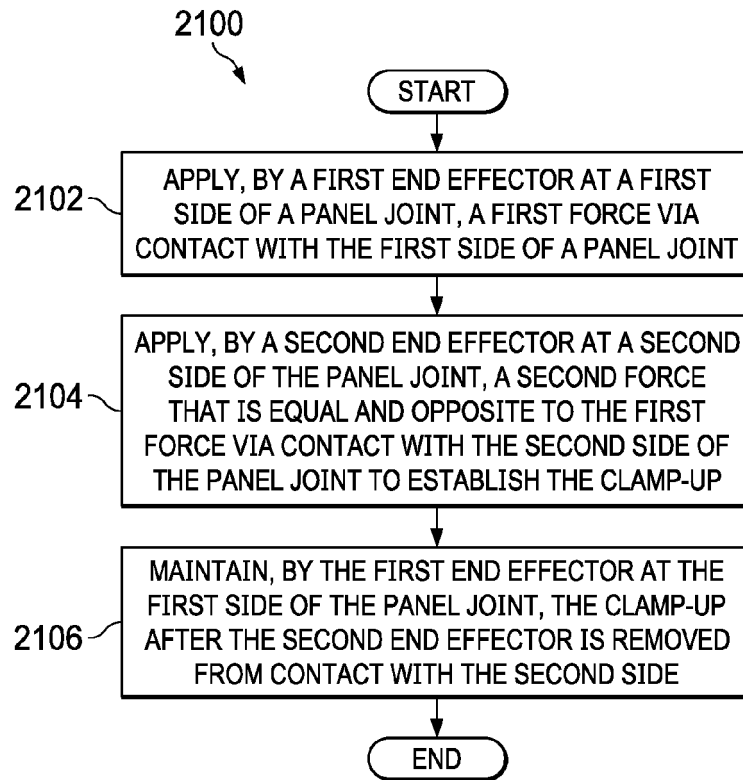 2100
START
2102
APPLY, BY A FIRST END EFFECTOR AT A FIRST
SIDE OF A PANEL JOINT, A FIRST FORCE VIA
CONTACT WITH THE FIRST SIDE OF A PANEL JOINT
2104
APPLY, BY A SECOND END EFFECTOR AT A SECOND
SIDE OF THE PANEL JOINT, A SECOND FORCE
THAT IS EQUAL AND OPPOSITE TO THE FIRST
FORCE VIA CONTACT WITH THE SECOND SIDE OF
THE PANEL JOINT TO ESTABLISH THE CLAMP-UP
2106
MAINTAIN, BY THE FIRST END EFFECTOR AT THE
FIRST SIDE OF THE PANEL JOINT, THE CLAMP-UP
AFTER THE SECOND END EFFECTOR IS REMOVED
FROM CONTACT WITH THE SECOND SIDE
END